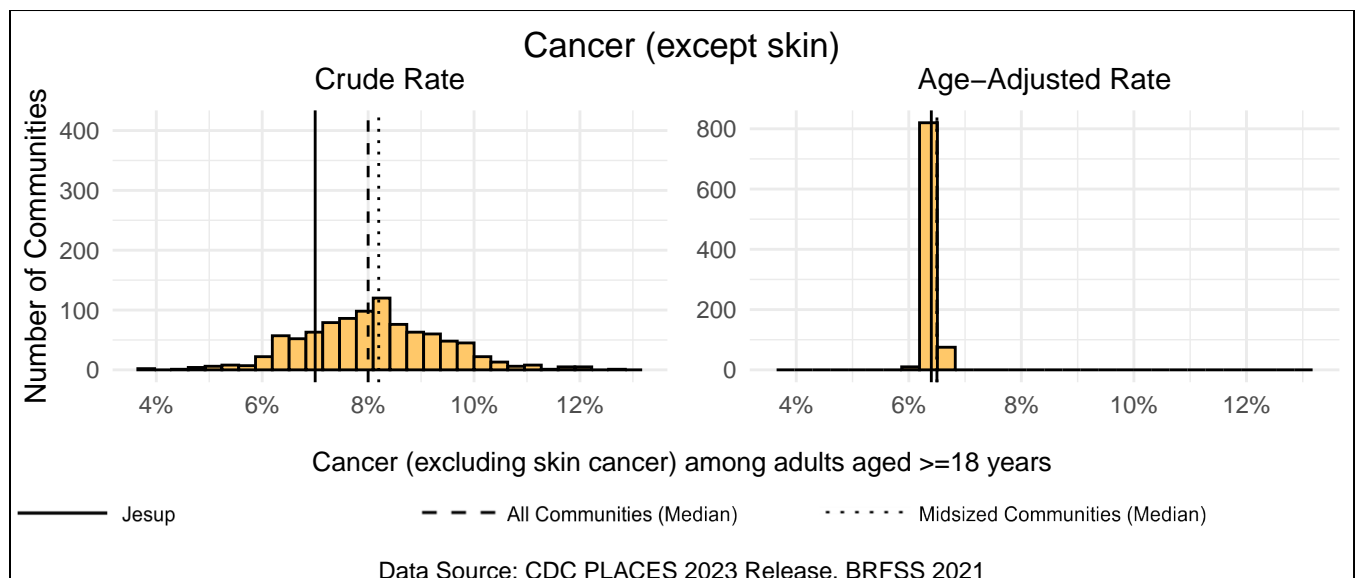 Cancer (except skin)
Crude Rate
Age−Adjusted Rate
Number of Communities
400
300
200
100
0
4%
6%
8%
10%
12%
800
600
400
200
0
4%
6%
8%
10%
12%
Cancer (excluding skin cancer) among adults aged >=18 years
Jesup
All Communities (Median)
Midsized Communities (Median)
Data Source: CDC PLACES 2023 Release, BRFSS 2021